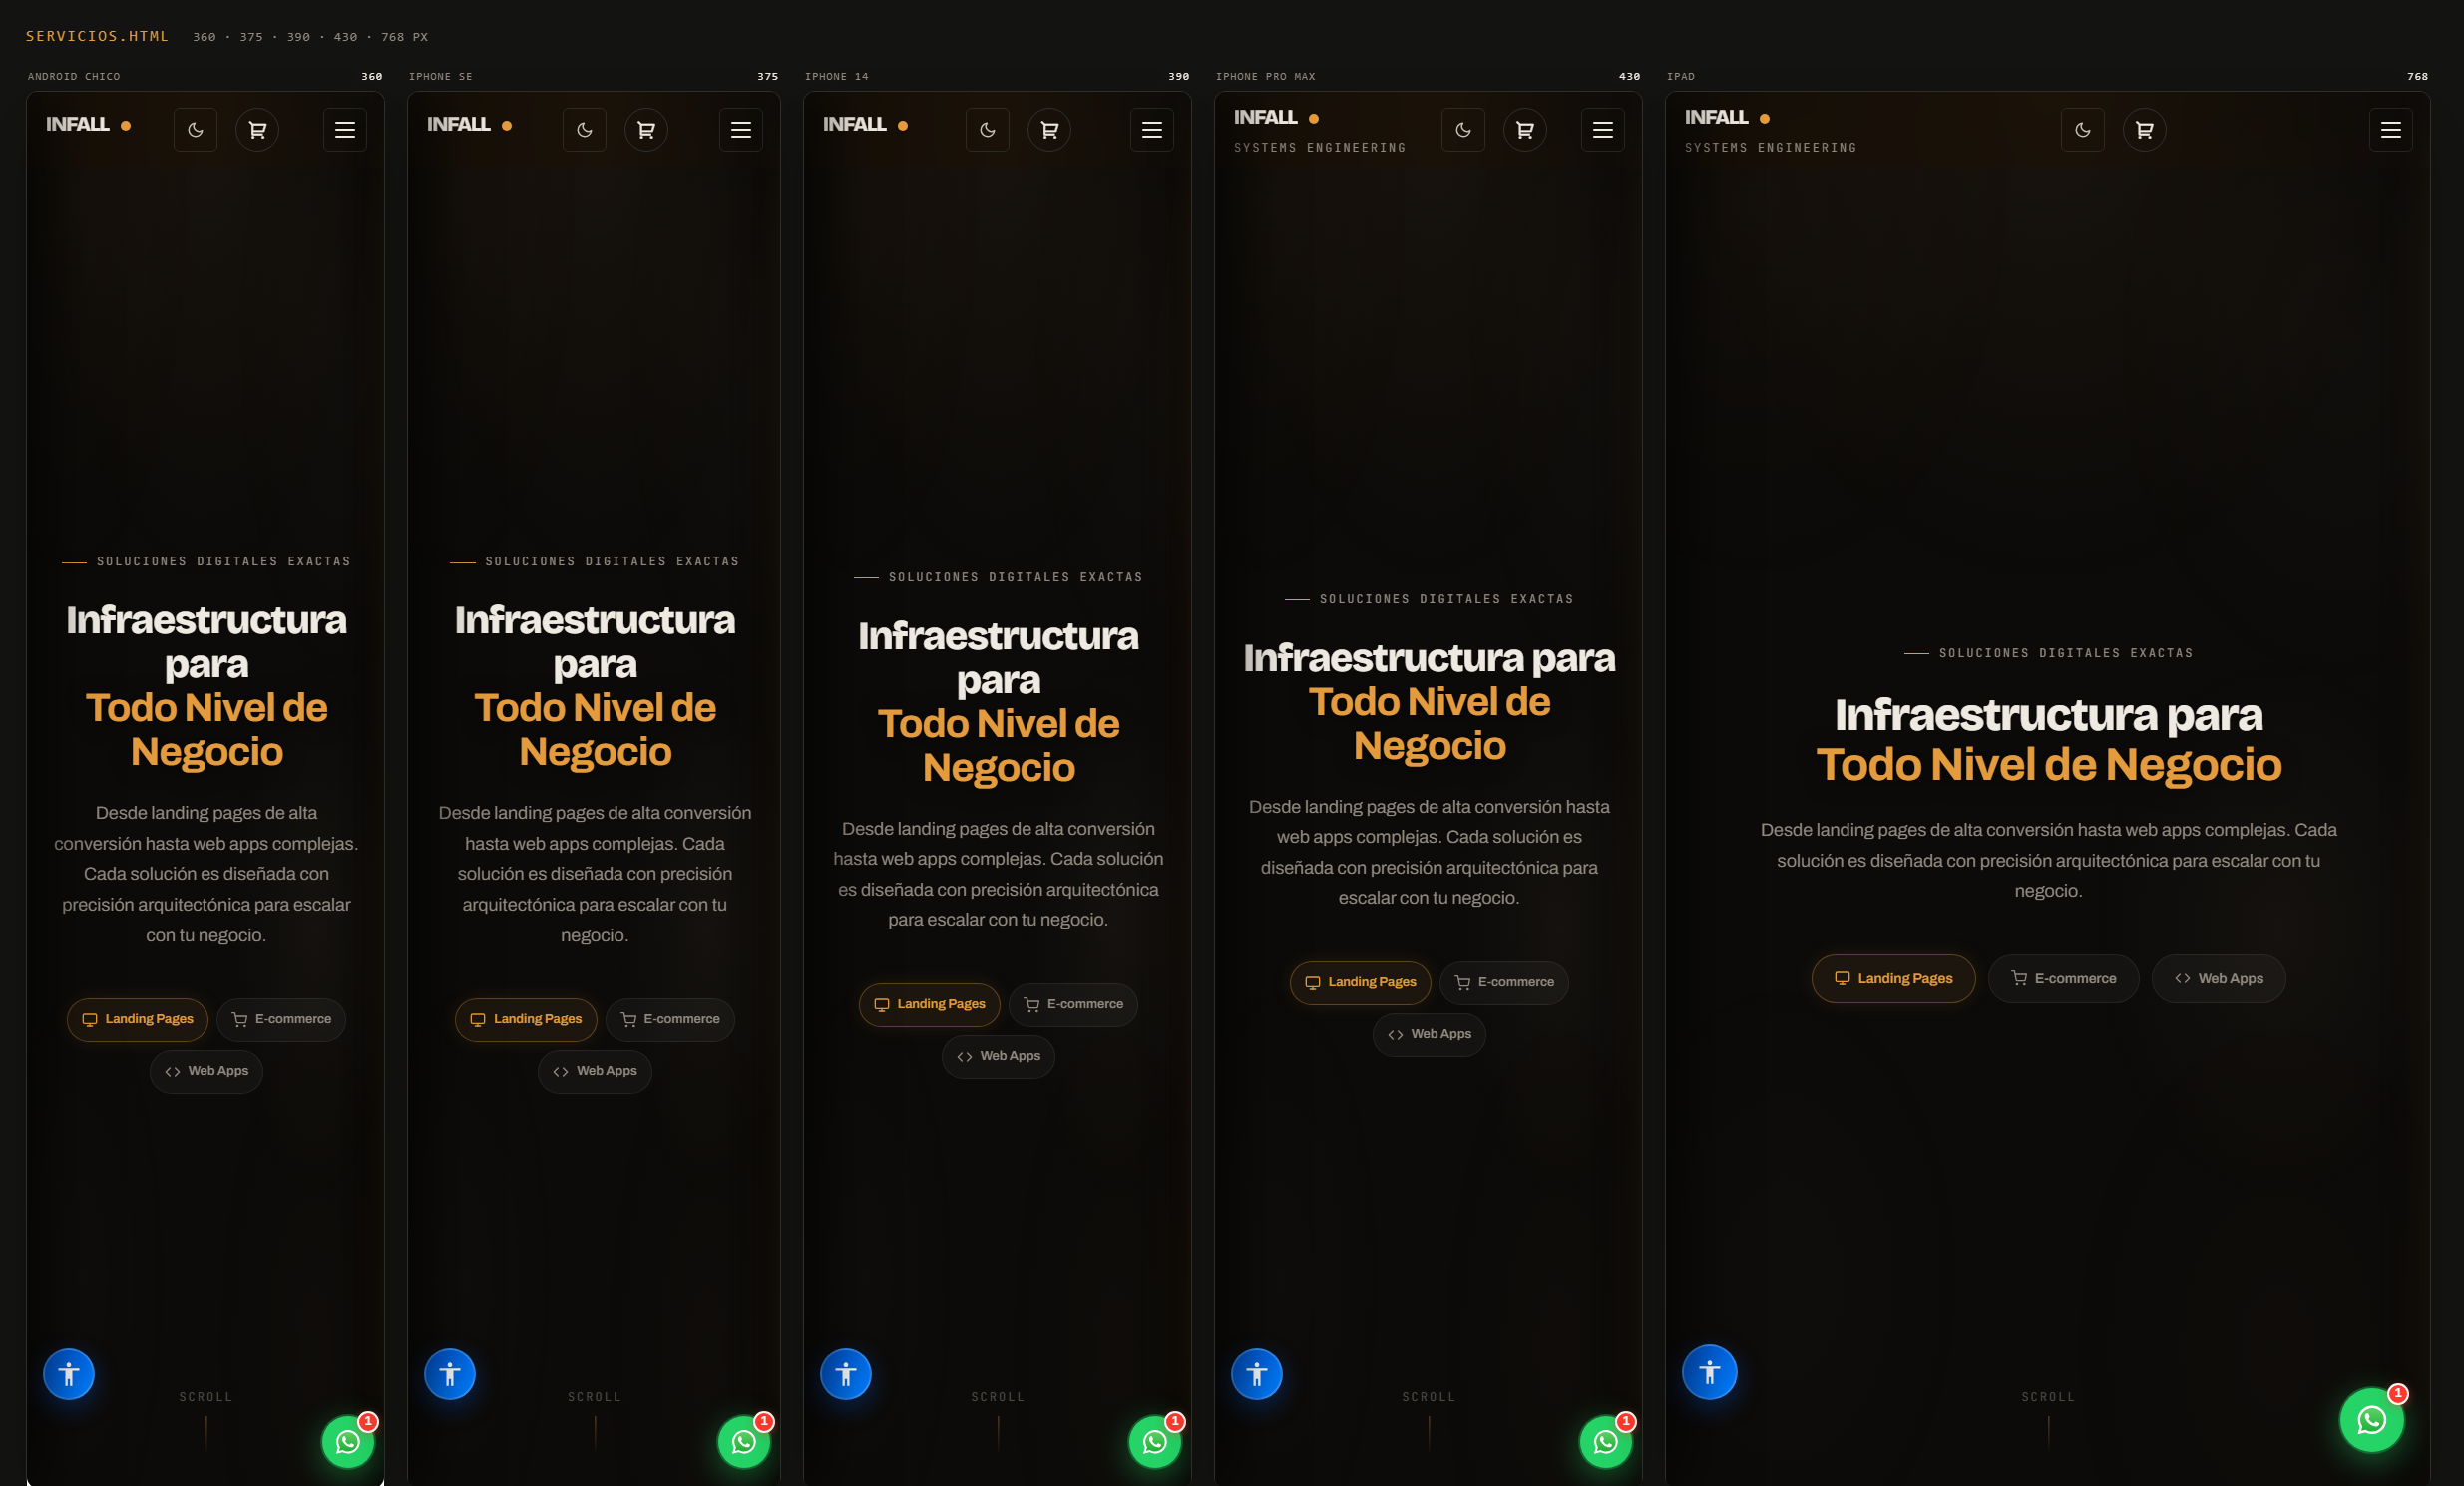 SERVICIOS.HTML 360 · 375 · 390 · 430 · 768 PX
ANDROID CHICO 360
INFALL
SOLUCIONES DIGITALES EXACTAS
Infraestructura
para
Todo Nivel de
Negocio
Desde landing pages de alta
conversión hasta web apps complejas.
Cada solución es diseñada con
precisión arquitectónica para escalar
con tu negocio.
Landing Pages E-commerce
Web Apps
SCROLL
1
IPHONE SE 375
INFALL
SOLUCIONES DIGITALES EXACTAS
Infraestructura
para
Todo Nivel de
Negocio
Desde landing pages de alta conversión
hasta web apps complejas. Cada
solución es diseñada con precisión
arquitectónica para escalar con tu
negocio.
Landing Pages E-commerce
Web Apps
SCROLL
1
IPHONE 14 390
INFALL
SOLUCIONES DIGITALES EXACTAS
Infraestructura
para
Todo Nivel de
Negocio
Desde landing pages de alta conversión
hasta web apps complejas. Cada solución
es diseñada con precisión arquitectónica
para escalar con tu negocio.
Landing Pages E-commerce
Web Apps
SCROLL
1
IPHONE PRO MAX 430
INFALL
SYSTEMS ENGINEERING
SOLUCIONES DIGITALES EXACTAS
Infraestructura para
Todo Nivel de
Negocio
Desde landing pages de alta conversión hasta
web apps complejas. Cada solución es
diseñada con precisión arquitectónica para
escalar con tu negocio.
Landing Pages E-commerce
Web Apps
SCROLL
1
IPAD 768
INFALL
SYSTEMS ENGINEERING
SOLUCIONES DIGITALES EXACTAS
Infraestructura para
Todo Nivel de Negocio
Desde landing pages de alta conversión hasta web apps complejas. Cada
solución es diseñada con precisión arquitectónica para escalar con tu
negocio.
Landing Pages E-commerce Web Apps
SCROLL
1